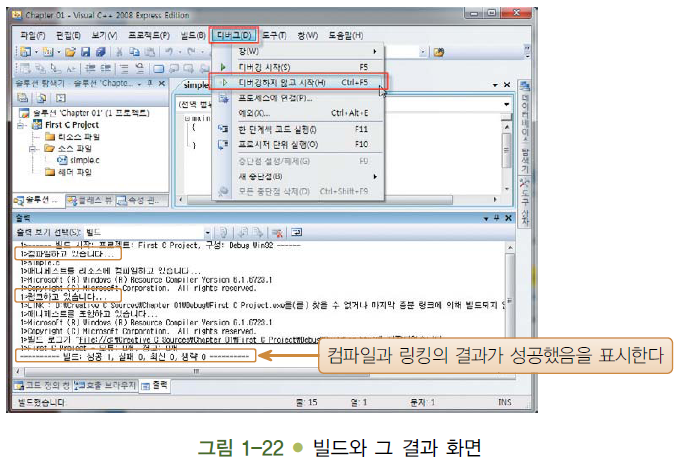 Chapter 01 - Visual C++ 2008 Express Edition
파일(F) 편집(E) 보기(V) 프로젝트(P) 빌드(B) 디버그(D) 도구(T) 창(W) 도움말(H)
창(W)
디버깅 시작(S) F5
디버깅하지 않고 시작(H) Ctrl+F5
프로세스에 연결(P)...
예외(X)... Ctrl+Alt+E
한 단계씩 코드 실행(I) F11
프로시저 단위 실행(O) F10
중단점 설정/해제(G) F9
새 중단점(B)
모든 중단점 삭제(D) Ctrl+Shift+F9
솔루션 탐색기 - 솔루션 'Chapte...
솔루션 'Chapter 01' (1 프로젝트)
First C Project
리소스 파일
소스 파일
simple.c
헤더 파일
솔루션 ... 클래스 뷰 속성 관..
simple
(전역 범
main
{
}
데이터베이스 탐색기
도구 상자
출력
출력 보기 선택(S): 빌드
1>------ 빌드 시작: 프로젝트: First C Project, 구성: Debug Win32 ------
1>컴파일하고 있습니다...
1>simple.c
1>매니페스트를 리소스에 컴파일하고 있습니다...
1>Microsoft (R) Windows (R) Resource Compiler Version 6.1.6723.1
1>Copyright (C) Microsoft Corporation.  All rights reserved.
1>링크하고 있습니다...
1>LINK : D:\Creative C Source\Chapter 01\Debug\First C Project.exe을(를) 찾을 수 없거나 마지막 증분 링크에 의해 빌드되지 않
1>매니페스트를 포함하고 있습니다...
1>Microsoft (R) Windows (R) Resource Compiler Version 6.1.6723.1
1>Copyright (C) Microsoft Corporation.  All rights reserved.
1>빌드 로그가 "file://d:\Creative C Source\Chapter 01\First C Project\Debug
1>First C Project - 오류: 0개, 경고: 0개
========== 빌드: 성공 1, 실패 0, 최신 0, 생략 0 ==========
컴파일과 링킹의 결과가 성공했음을 표시한다
코드 정의 창 호출 브라우저 출력
빌드했습니다. 줄: 15 열: 1 문자: 1 INS
그림 1-22 ● 빌드와 그 결과 화면